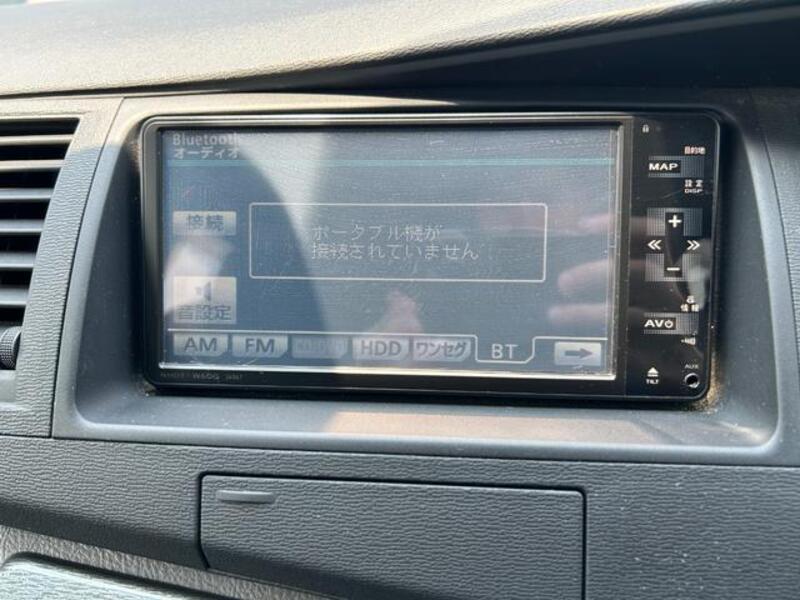 Bluetooth
オーディオ
接続
ポータブル機が
接続されていません
音設定
AM FM HDD ワンセグ BT
目的地
MAP
設定
DISP
+
−
情報
AV
AUX
TILT